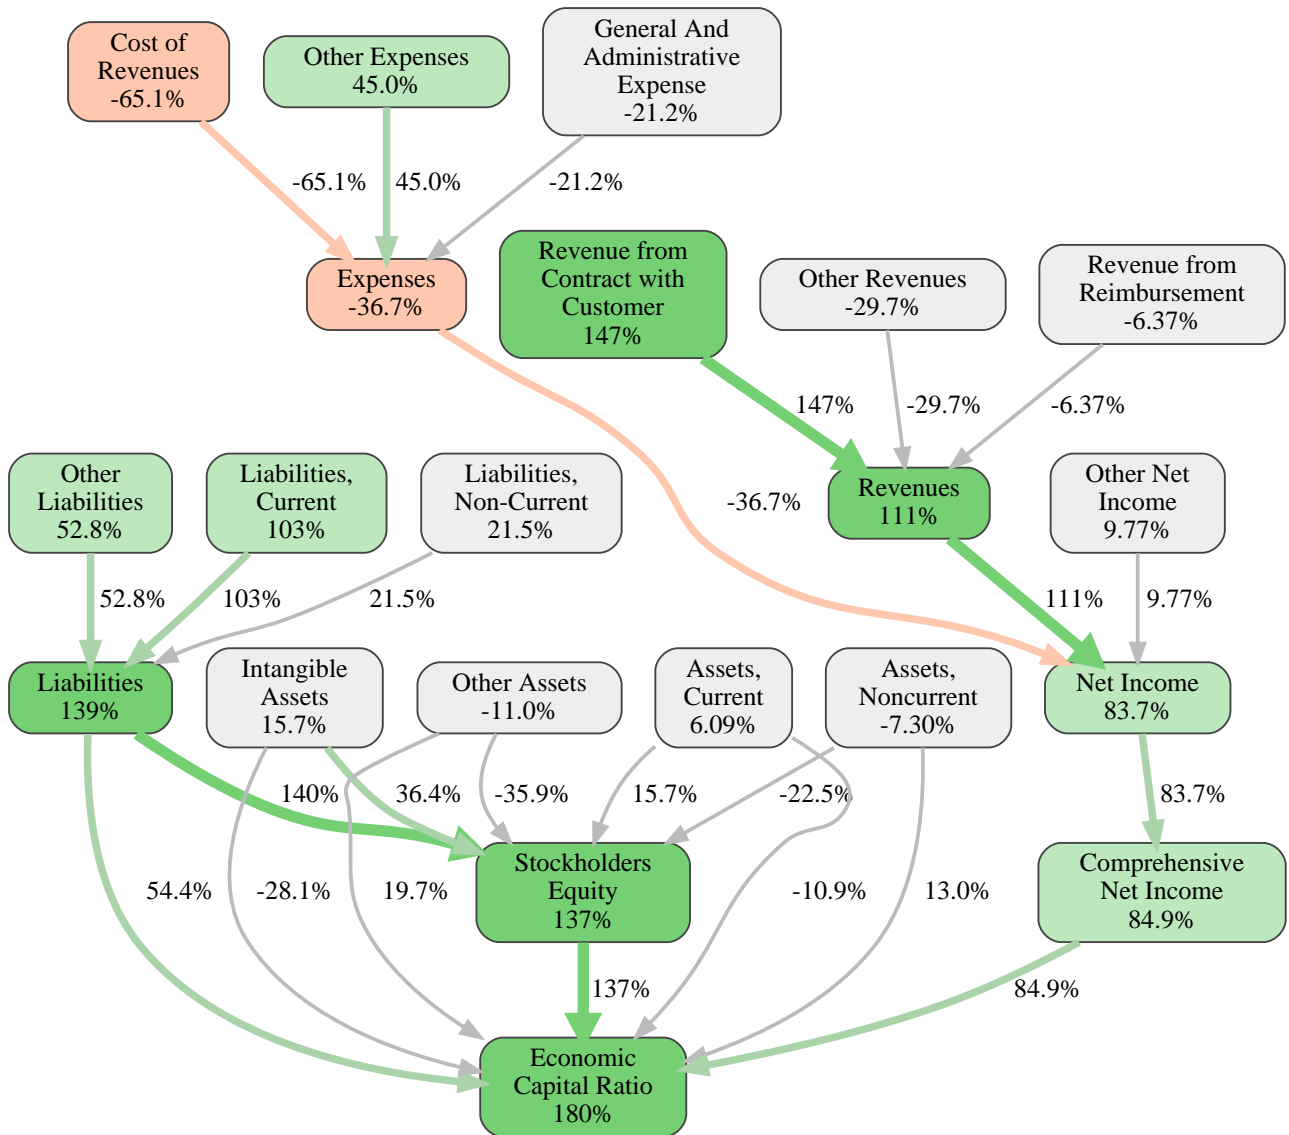 Cost of
Revenues
-65.1%
Other Expenses
45.0%
General And
Administrative
Expense
-21.2%
-65.1%
45.0%
-21.2%
Expenses
-36.7%
Revenue from
Contract with
Customer
147%
Other Revenues
-29.7%
Revenue from
Reimbursement
-6.37%
147%
-29.7%
-6.37%
Other
Liabilities
52.8%
Liabilities,
Current
103%
Liabilities,
Non-Current
21.5%
-36.7%
Revenues
111%
Other Net
Income
9.77%
52.8%
103%
21.5%
111%
9.77%
Liabilities
139%
Intangible
Assets
15.7%
Other Assets
-11.0%
Assets,
Current
6.09%
Assets,
Noncurrent
-7.30%
Net Income
83.7%
140%
36.4%
-35.9%
15.7%
-22.5%
83.7%
54.4%
-28.1%
19.7%
Stockholders
Equity
137%
-10.9%
13.0%
Comprehensive
Net Income
84.9%
137%
84.9%
Economic
Capital Ratio
180%